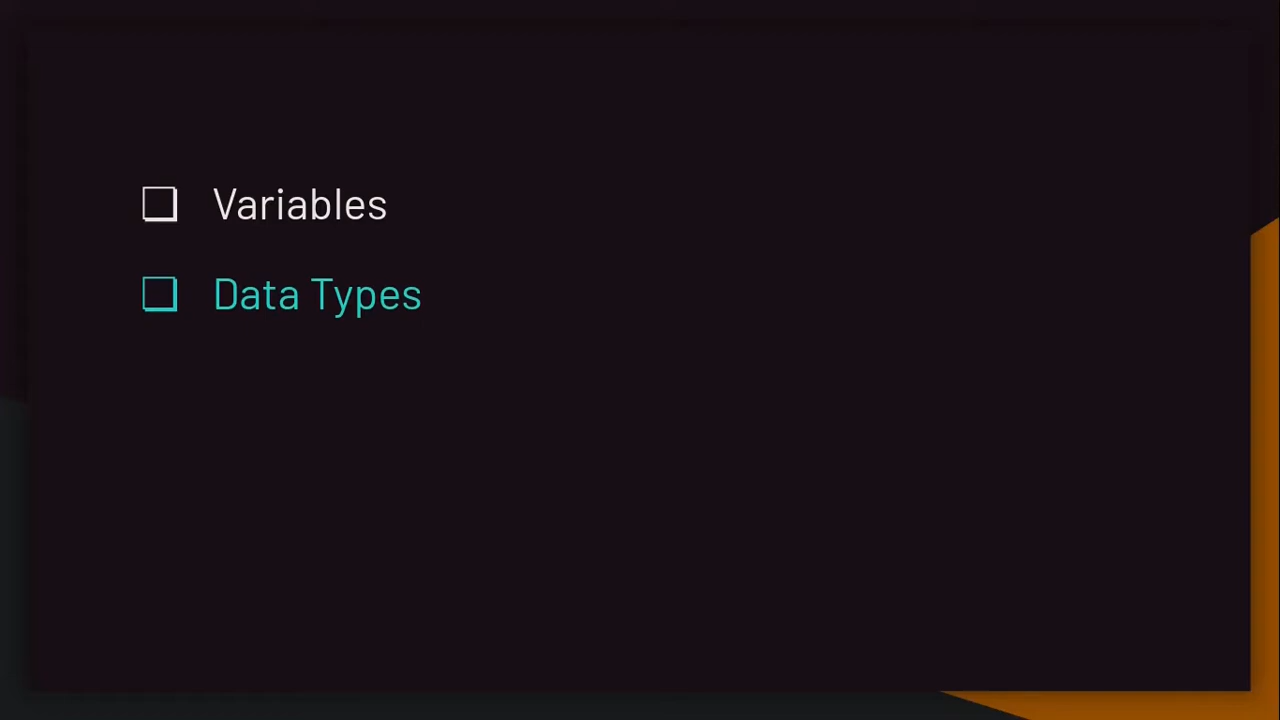 ❑ Variables
❑ Data Types